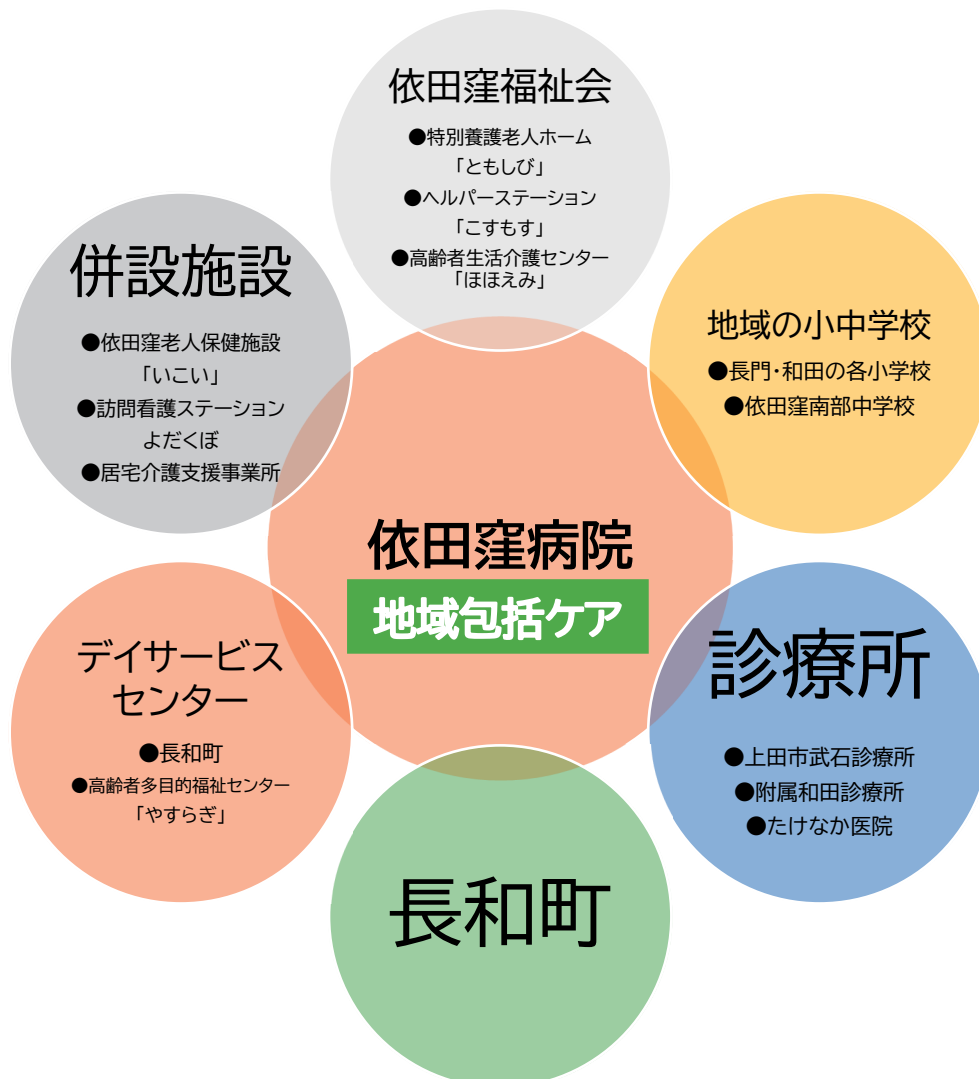 依田窪福祉会
●特別養護老人ホーム
「ともしび」
●ヘルパーステーション
「こすもす」
●高齢者生活介護センター
「ほほえみ」
併設施設
●依田窪老人保健施設
「いこい」
●訪問看護ステーション
よだくぼ
●居宅介護支援事業所
地域の小中学校
●長門・和田の各小学校
●依田窪南部中学校
依田窪病院
地域包括ケア
デイサービス
センター
●長和町
●高齢者多目的福祉センター
「やすらぎ」
診療所
●上田市武石診療所
●附属和田診療所
●たけなか医院
長和町